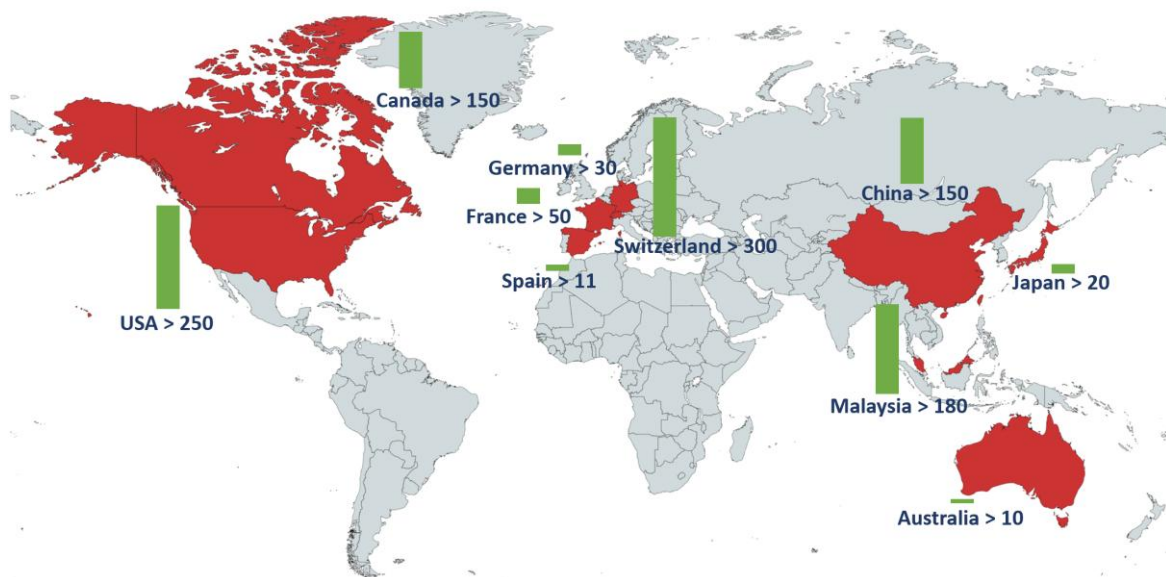 Canada > 150
Germany > 30
China > 150
France > 50
Switzerland > 300
Spain > 11
Japan > 20
USA > 250
Malaysia > 180
Australia > 10